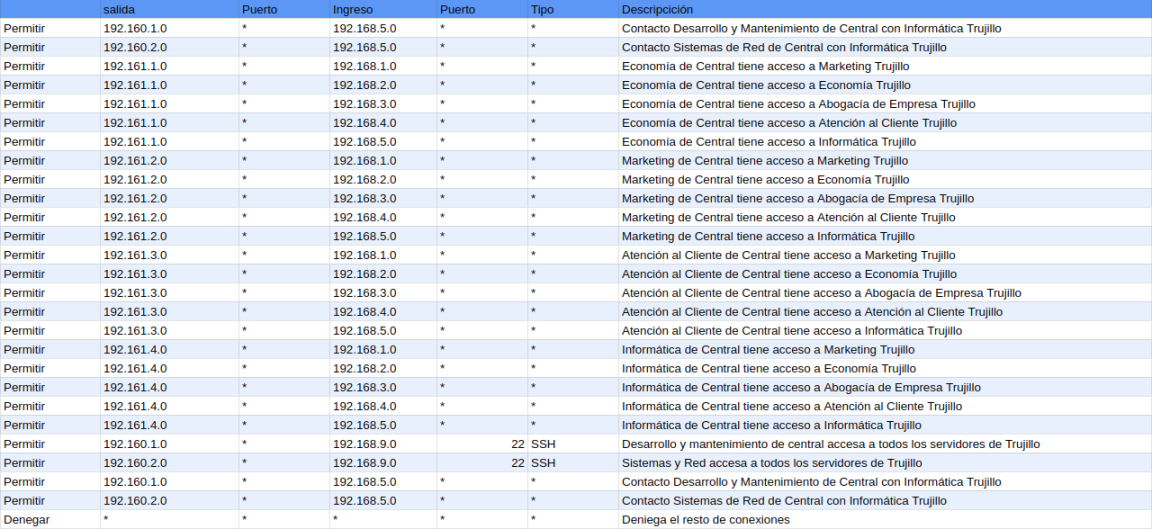 salida Puerto Ingreso Puerto Tipo Descripcición
Permitir 192.160.1.0 * 192.168.5.0 * * Contacto Desarrollo y Mantenimiento de Central con Informática Trujillo
Permitir 192.160.2.0 * 192.168.5.0 * * Contacto Sistemas de Red de Central con Informática Trujillo
Permitir 192.161.1.0 * 192.168.1.0 * * Economía de Central tiene acceso a Marketing Trujillo
Permitir 192.161.1.0 * 192.168.2.0 * * Economía de Central tiene acceso a Economía Trujillo
Permitir 192.161.1.0 * 192.168.3.0 * * Economía de Central tiene acceso a Abogacía de Empresa Trujillo
Permitir 192.161.1.0 * 192.168.4.0 * * Economía de Central tiene acceso a Atención al Cliente Trujillo
Permitir 192.161.1.0 * 192.168.5.0 * * Economía de Central tiene acceso a Informática Trujillo
Permitir 192.161.2.0 * 192.168.1.0 * * Marketing de Central tiene acceso a Marketing Trujillo
Permitir 192.161.2.0 * 192.168.2.0 * * Marketing de Central tiene acceso a Economía Trujillo
Permitir 192.161.2.0 * 192.168.3.0 * * Marketing de Central tiene acceso a Abogacía de Empresa Trujillo
Permitir 192.161.2.0 * 192.168.4.0 * * Marketing de Central tiene acceso a Atención al Cliente Trujillo
Permitir 192.161.2.0 * 192.168.5.0 * * Marketing de Central tiene acceso a Informática Trujillo
Permitir 192.161.3.0 * 192.168.1.0 * * Atención al Cliente de Central tiene acceso a Marketing Trujillo
Permitir 192.161.3.0 * 192.168.2.0 * * Atención al Cliente de Central tiene acceso a Economía Trujillo
Permitir 192.161.3.0 * 192.168.3.0 * * Atención al Cliente de Central tiene acceso a Abogacía de Empresa Trujillo
Permitir 192.161.3.0 * 192.168.4.0 * * Atención al Cliente de Central tiene acceso a Atención al Cliente Trujillo
Permitir 192.161.3.0 * 192.168.5.0 * * Atención al Cliente de Central tiene acceso a Informática Trujillo
Permitir 192.161.4.0 * 192.168.1.0 * * Informática de Central tiene acceso a Marketing Trujillo
Permitir 192.161.4.0 * 192.168.2.0 * * Informática de Central tiene acceso a Economía Trujillo
Permitir 192.161.4.0 * 192.168.3.0 * * Informática de Central tiene acceso a Abogacía de Empresa Trujillo
Permitir 192.161.4.0 * 192.168.4.0 * * Informática de Central tiene acceso a Atención al Cliente Trujillo
Permitir 192.161.4.0 * 192.168.5.0 * * Informática de Central tiene acceso a Informática Trujillo
Permitir 192.160.1.0 * 192.168.9.0 22 SSH Desarrollo y mantenimiento de central accesa a todos los servidores de Trujillo
Permitir 192.160.2.0 * 192.168.9.0 22 SSH Sistemas y Red accesa a todos los servidores de Trujillo
Permitir 192.160.1.0 * 192.168.5.0 * * Contacto Desarrollo y Mantenimiento de Central con Informática Trujillo
Permitir 192.160.2.0 * 192.168.5.0 * * Contacto Sistemas de Red de Central con Informática Trujillo
Denegar * * * * * Deniega el resto de conexiones